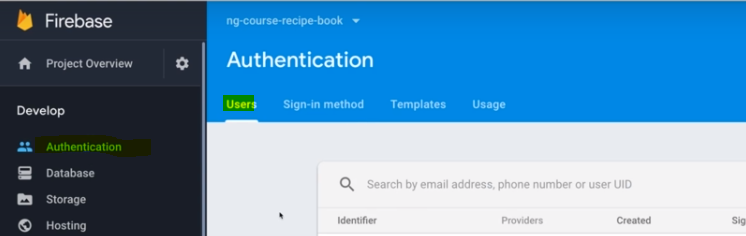 Firebase
ng-course-recipe-book
Project Overview
Authentication
Develop
Users Sign-in method Templates Usage
Authentication
Database
Storage
Hosting
Search by email address, phone number or user UID
Identifier Providers Created